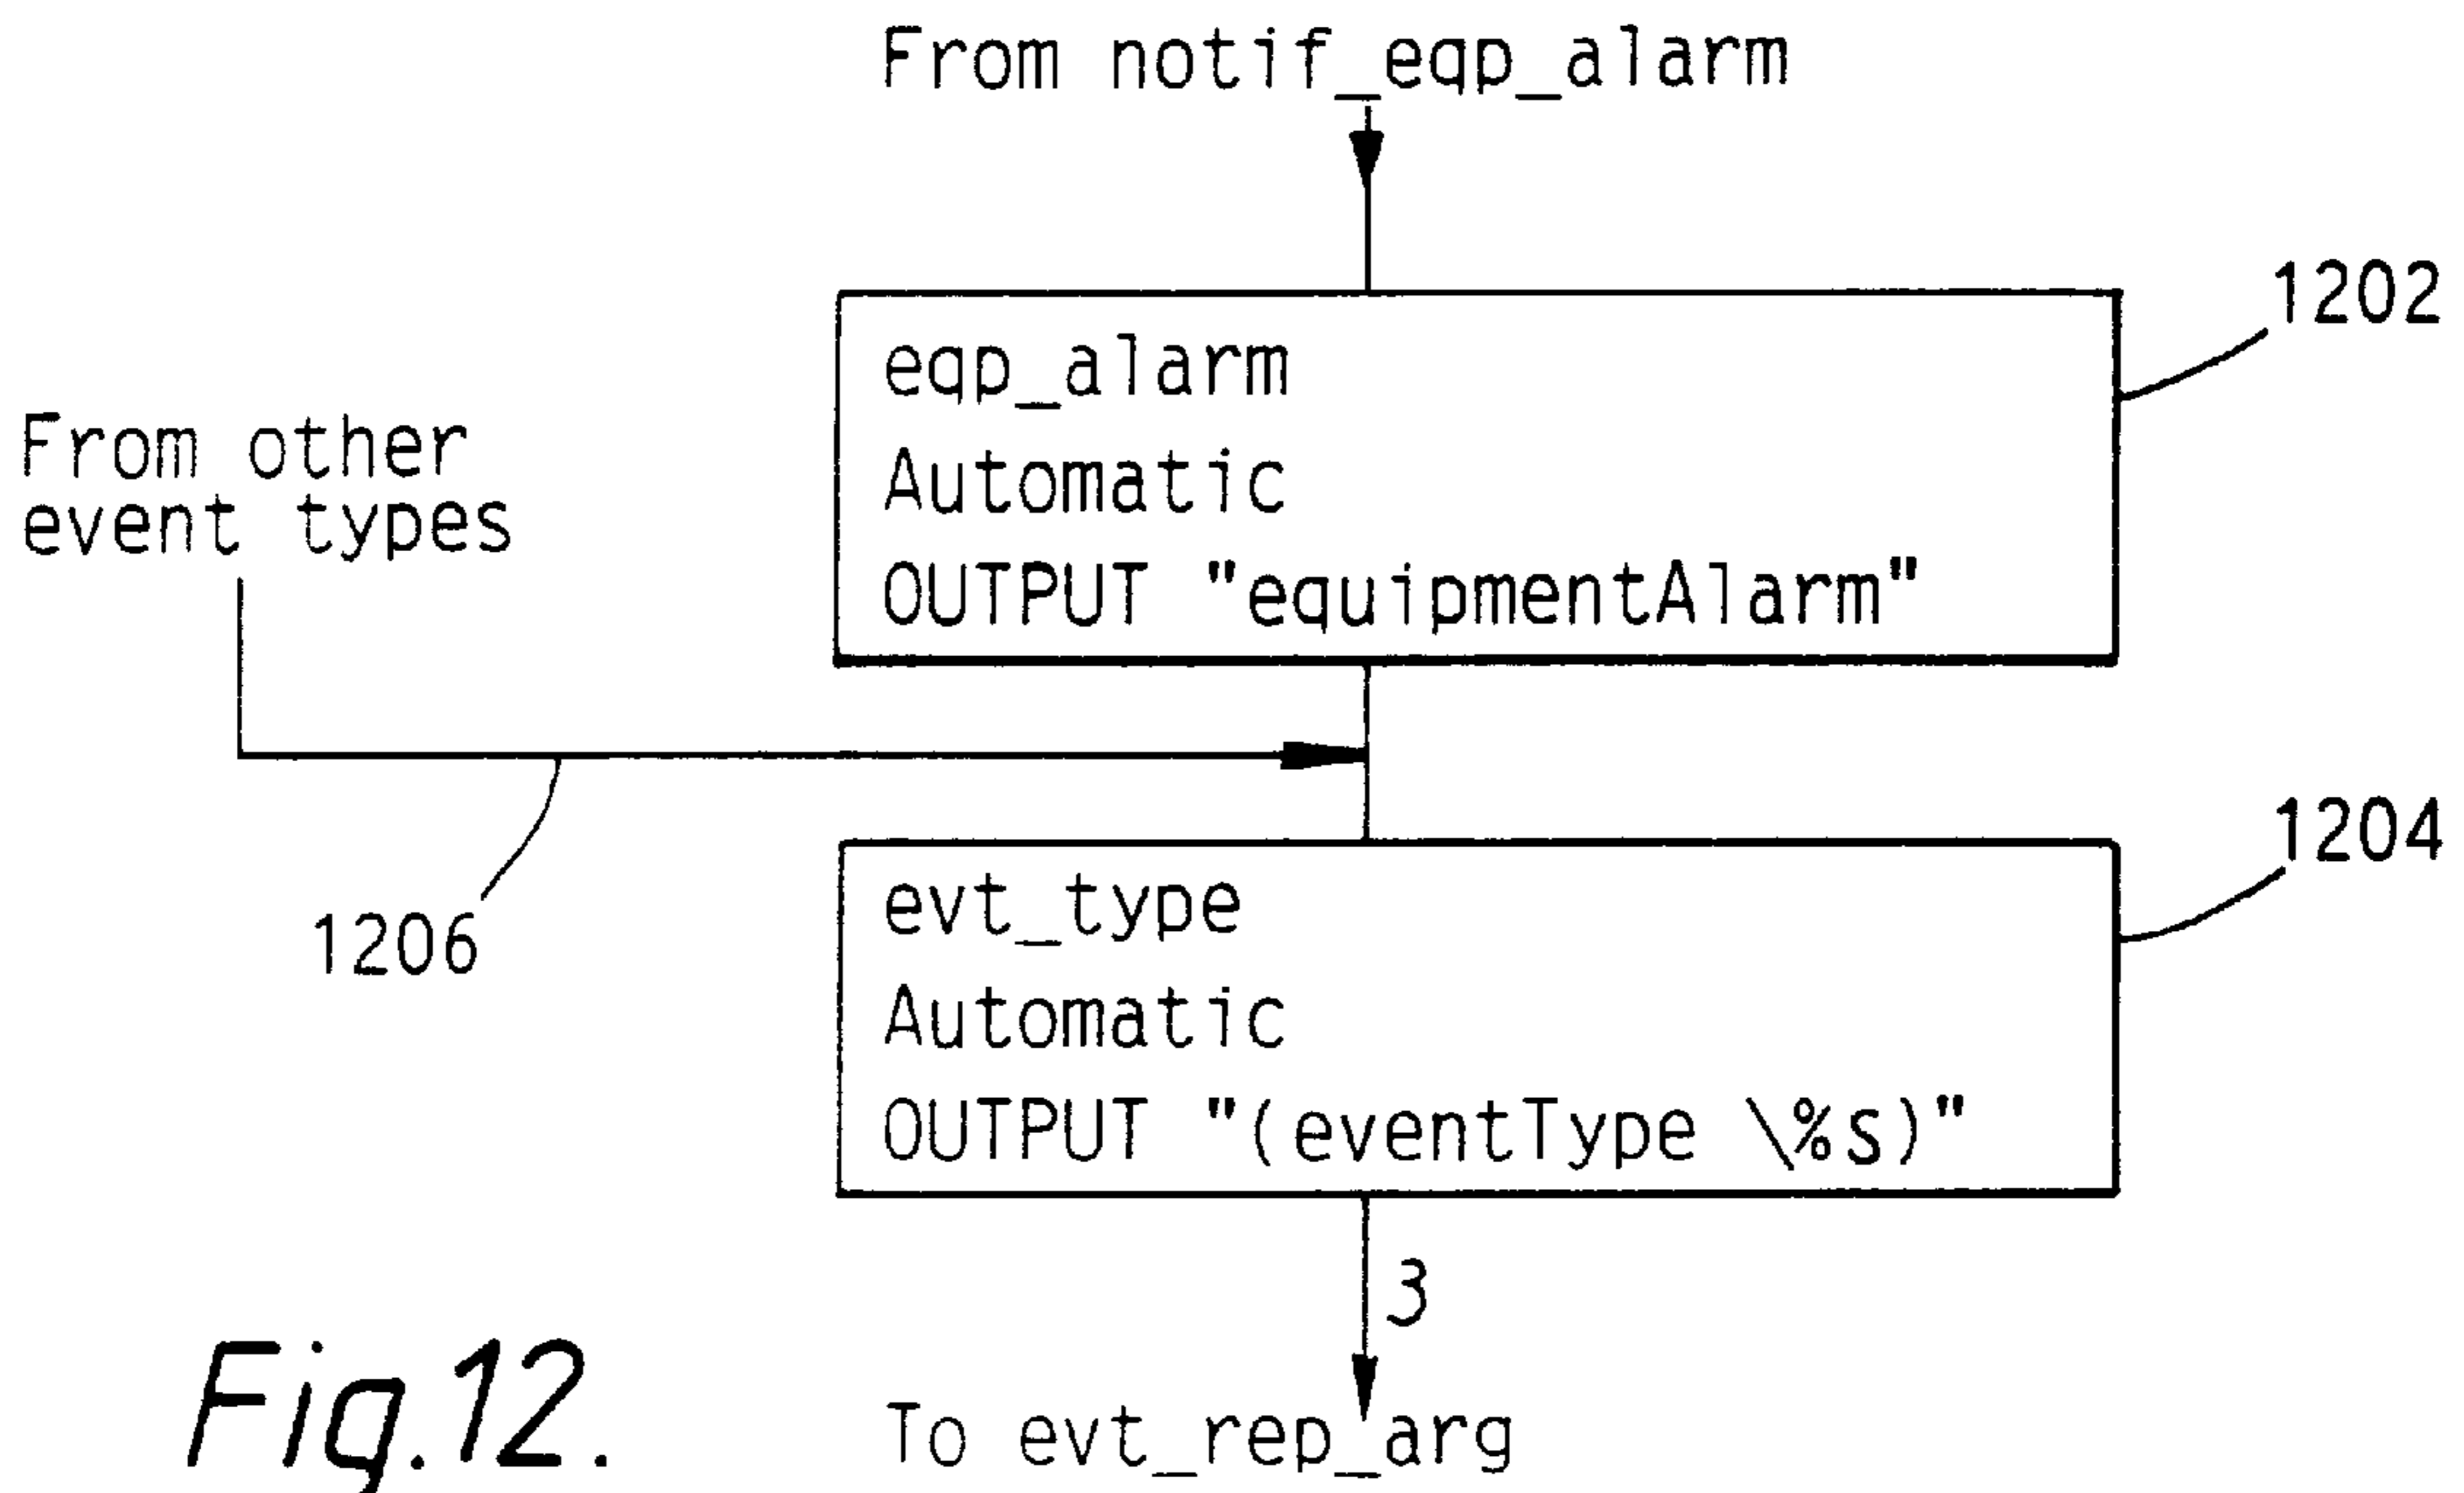 From notif_eqp_alarm
1202
eqp_alarm
Automatic
OUTPUT "equipmentAlarm"
From other
event types
1206
1204
evt_type
Automatic
OUTPUT "(eventType \%s)"
3
To evt_rep_arg
Fig.12.